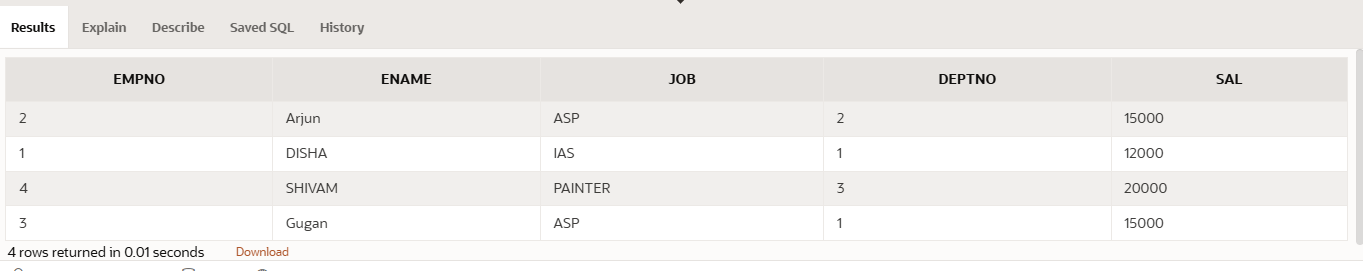 Results Explain Describe Saved SQL History
EMPNO ENAME JOB DEPTNO SAL
2 Arjun ASP 2 15000
1 DISHA IAS 1 12000
4 SHIVAM PAINTER 3 20000
3 Gugan ASP 1 15000
4 rows returned in 0.01 seconds Download